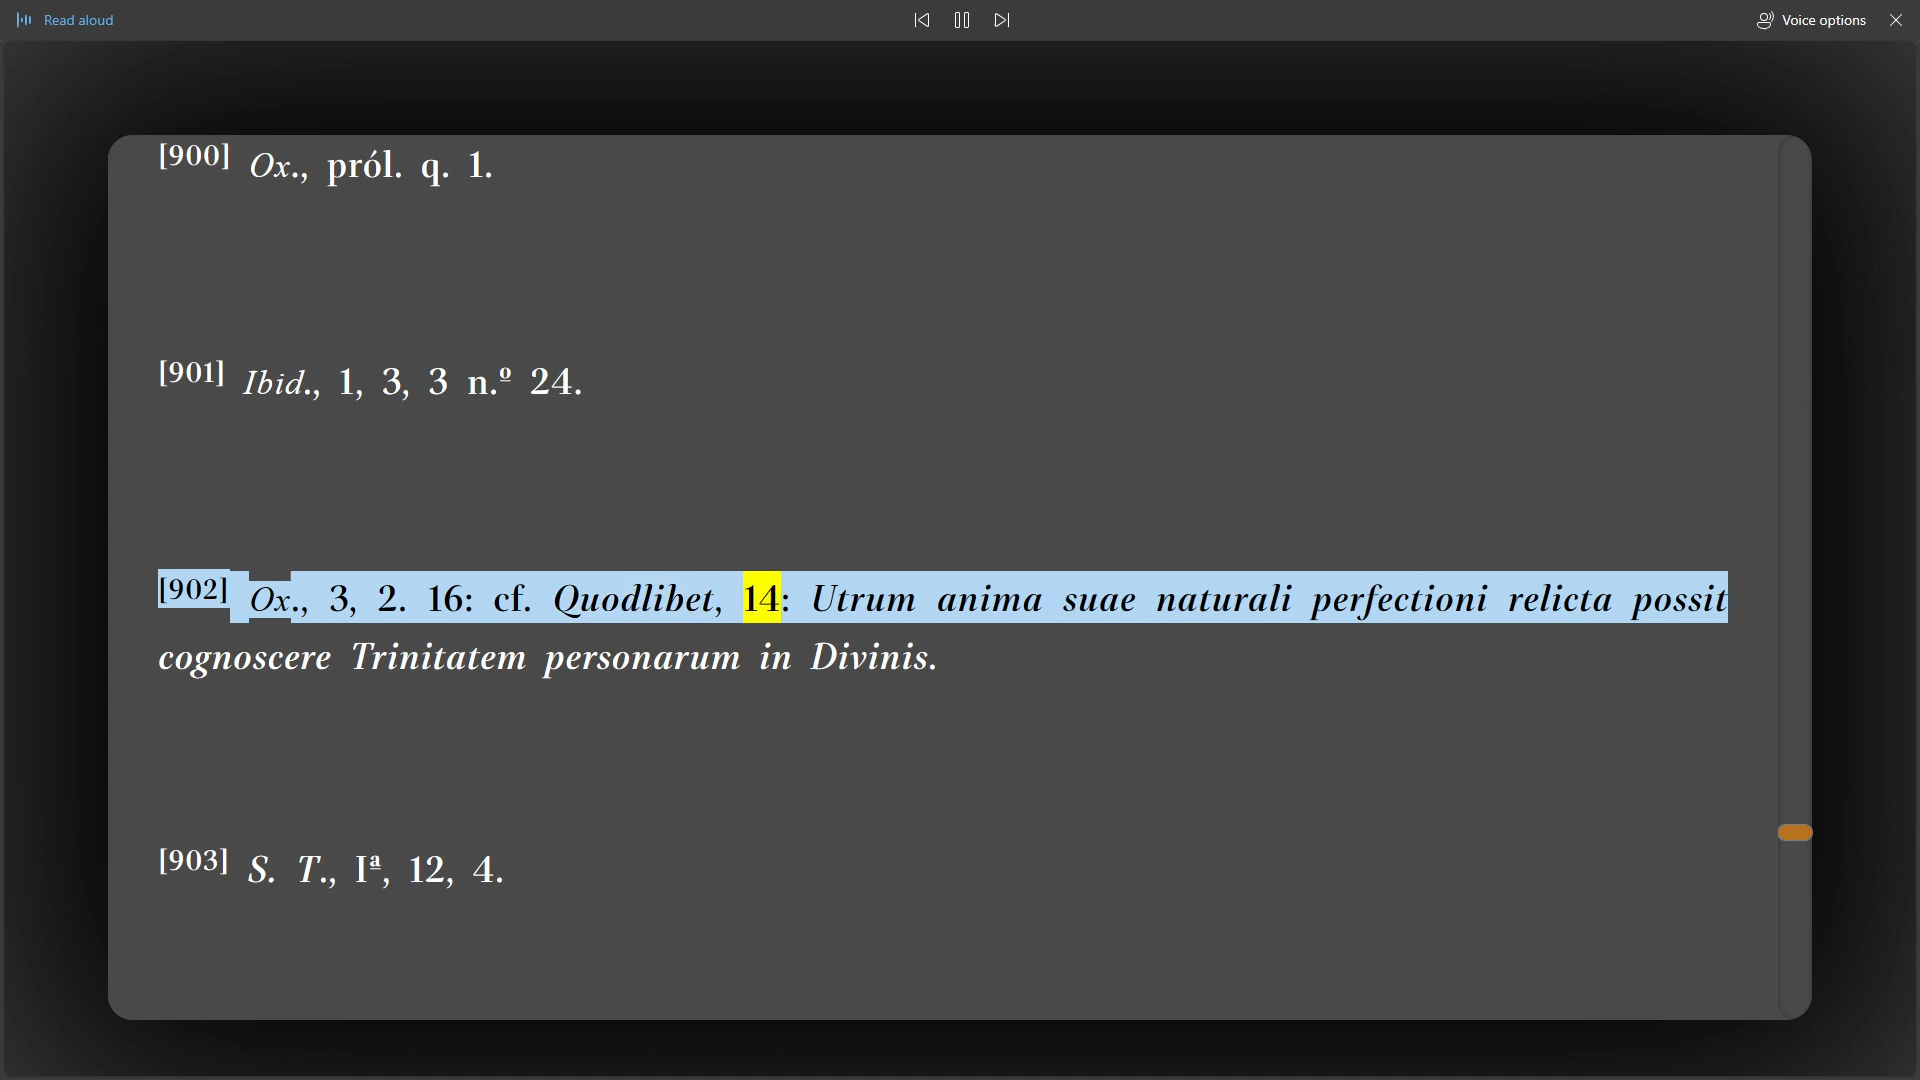 Read aloud
Voice options
[900] Ox., pról. q. 1.
[901] Ibid., 1, 3, 3 n.º 24.
[902] Ox., 3, 2. 16: cf. Quodlibet, 14: Utrum anima suae naturali perfectioni relicta possit
cognoscere Trinitatem personarum in Divinis.
[903] S. T., Iª, 12, 4.